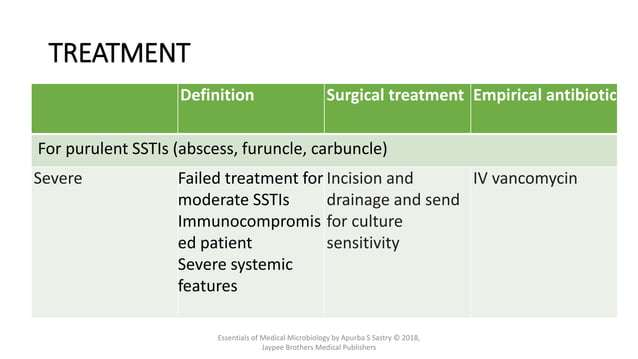 TREATMENT
Definition
Surgical treatment
Empirical antibiotic
For purulent SSTIs (abscess, furuncle, carbuncle)
Severe
Failed treatment for
moderate SSTIs
Immunocompromis
ed patient
Severe systemic
features
Incision and
drainage and send
for culture
sensitivity
IV vancomycin
Essentials of Medical Microbiology by Apurba S Sastry © 2018,
Jaypee Brothers Medical Publishers